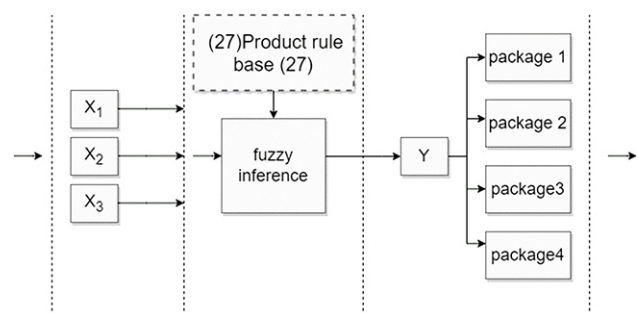 (27)Product rule
base (27)
X₁
X₂
X₃
fuzzy
inference
Y
package 1
package 2
package3
package4